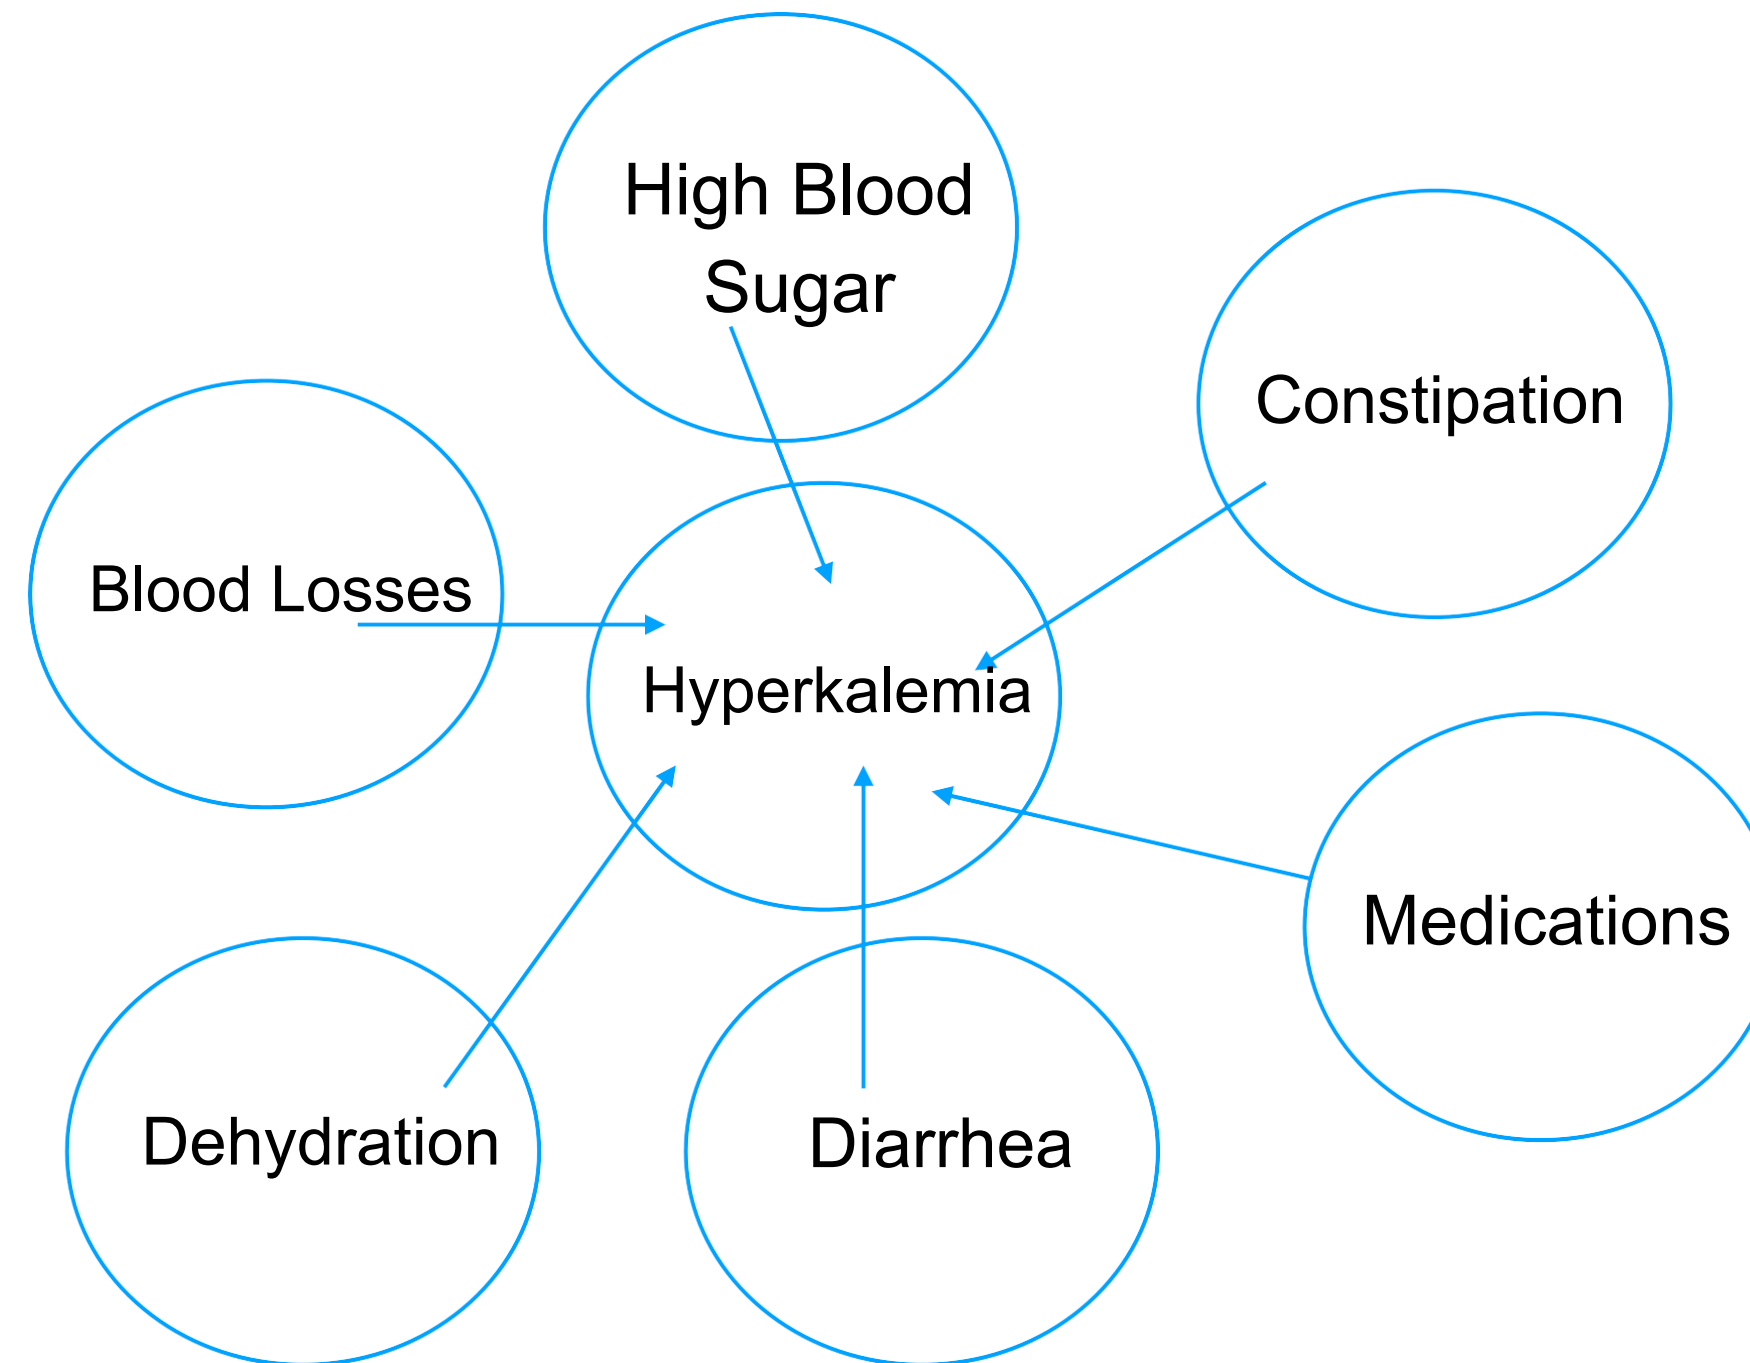 High Blood
Sugar
Constipation
Blood Losses
Hyperkalemia
Medications
Dehydration
Diarrhea